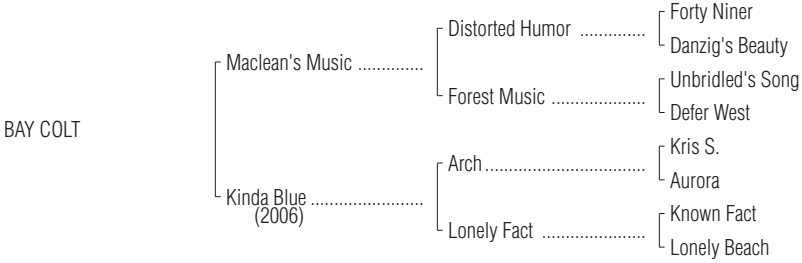 Forty Niner
Distorted Humor ..............
Danzig's Beauty
Maclean's Music ..............
Unbridled's Song
Forest Music ....................
Defer West
BAY COLT
Kris S.
Arch ..................................
Aurora
Kinda Blue ........................
(2006)
Known Fact
Lonely Fact ......................
Lonely Beach